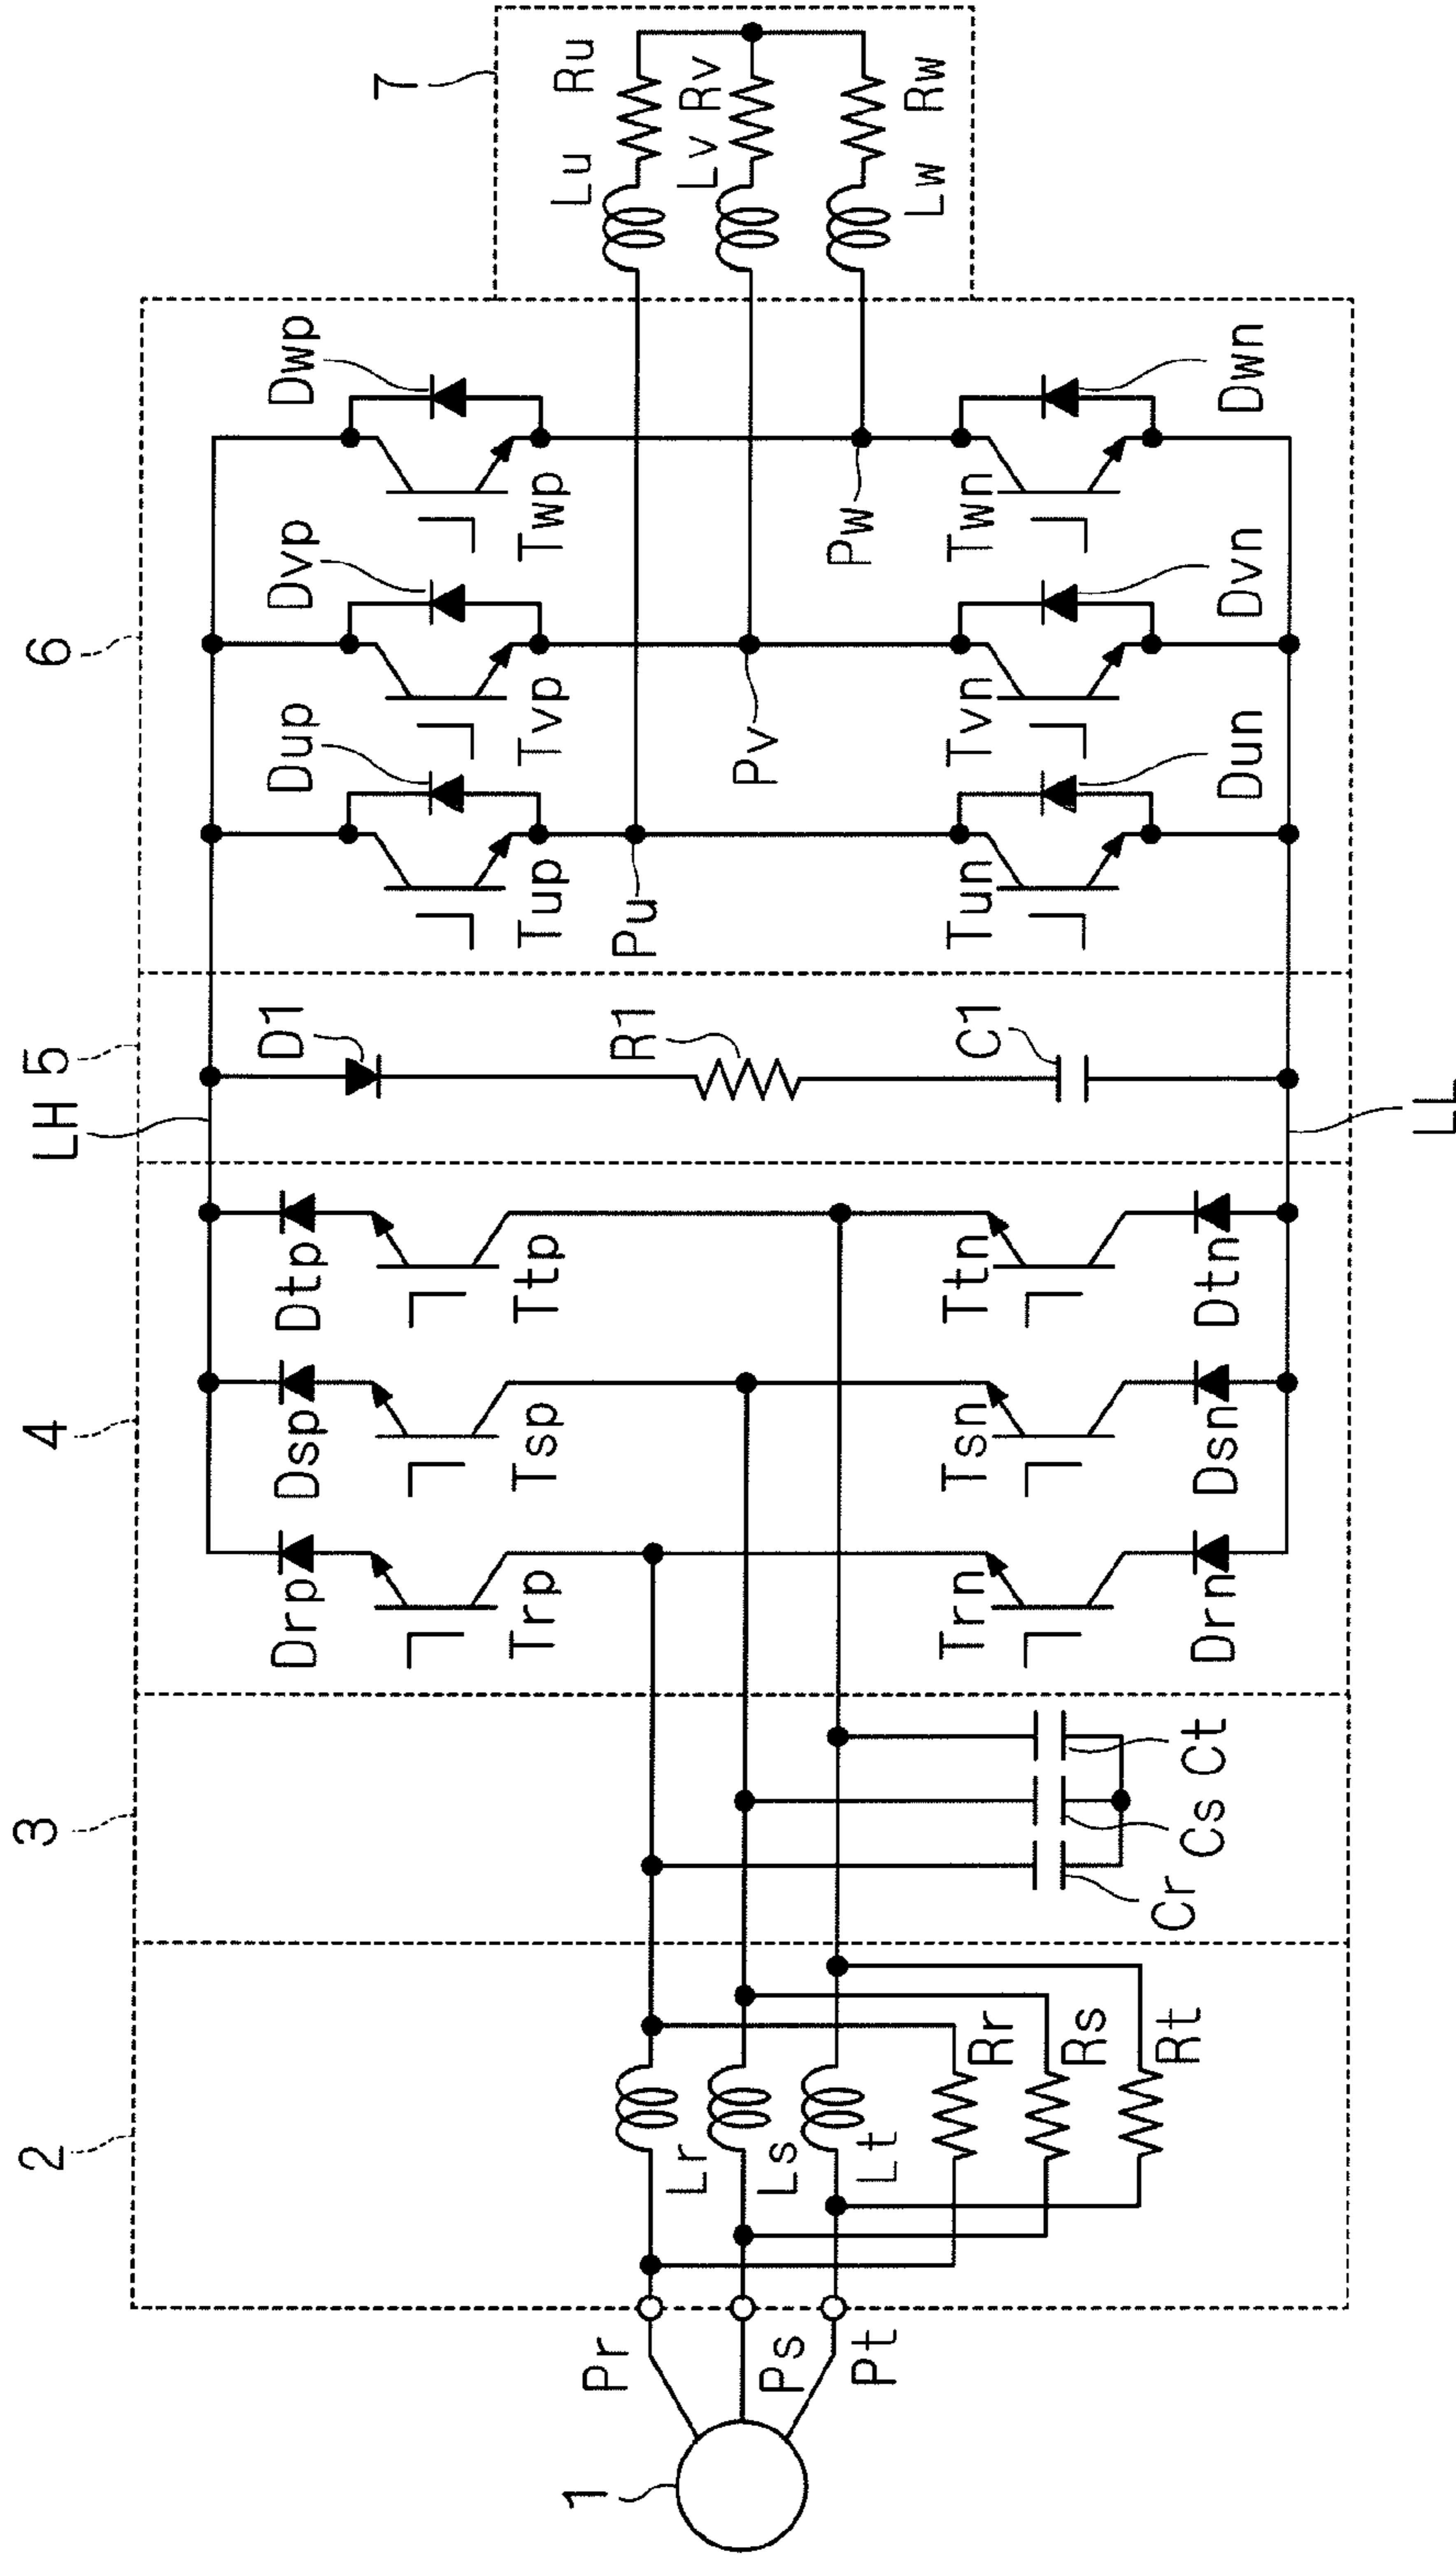 1
Pr
Ps
Pt
2
Lr
Ls
Lt
Rr
Rs
Rt
3
Cr
Cs
Ct
4
Drp
Dsp
Dtp
Trp
Tsp
Ttp
Trn
Tsn
Ttn
Drn
Dsn
Dtn
LH
5
D1
R1
C1
LL
6
Dup
Dvp
Dwp
Tup
Tvp
Twp
Pu
Pv
Pw
Tun
Tvn
Twn
Dun
Dvn
Dwn
7
Lu
Ru
Lv
Rv
Lw
Rw